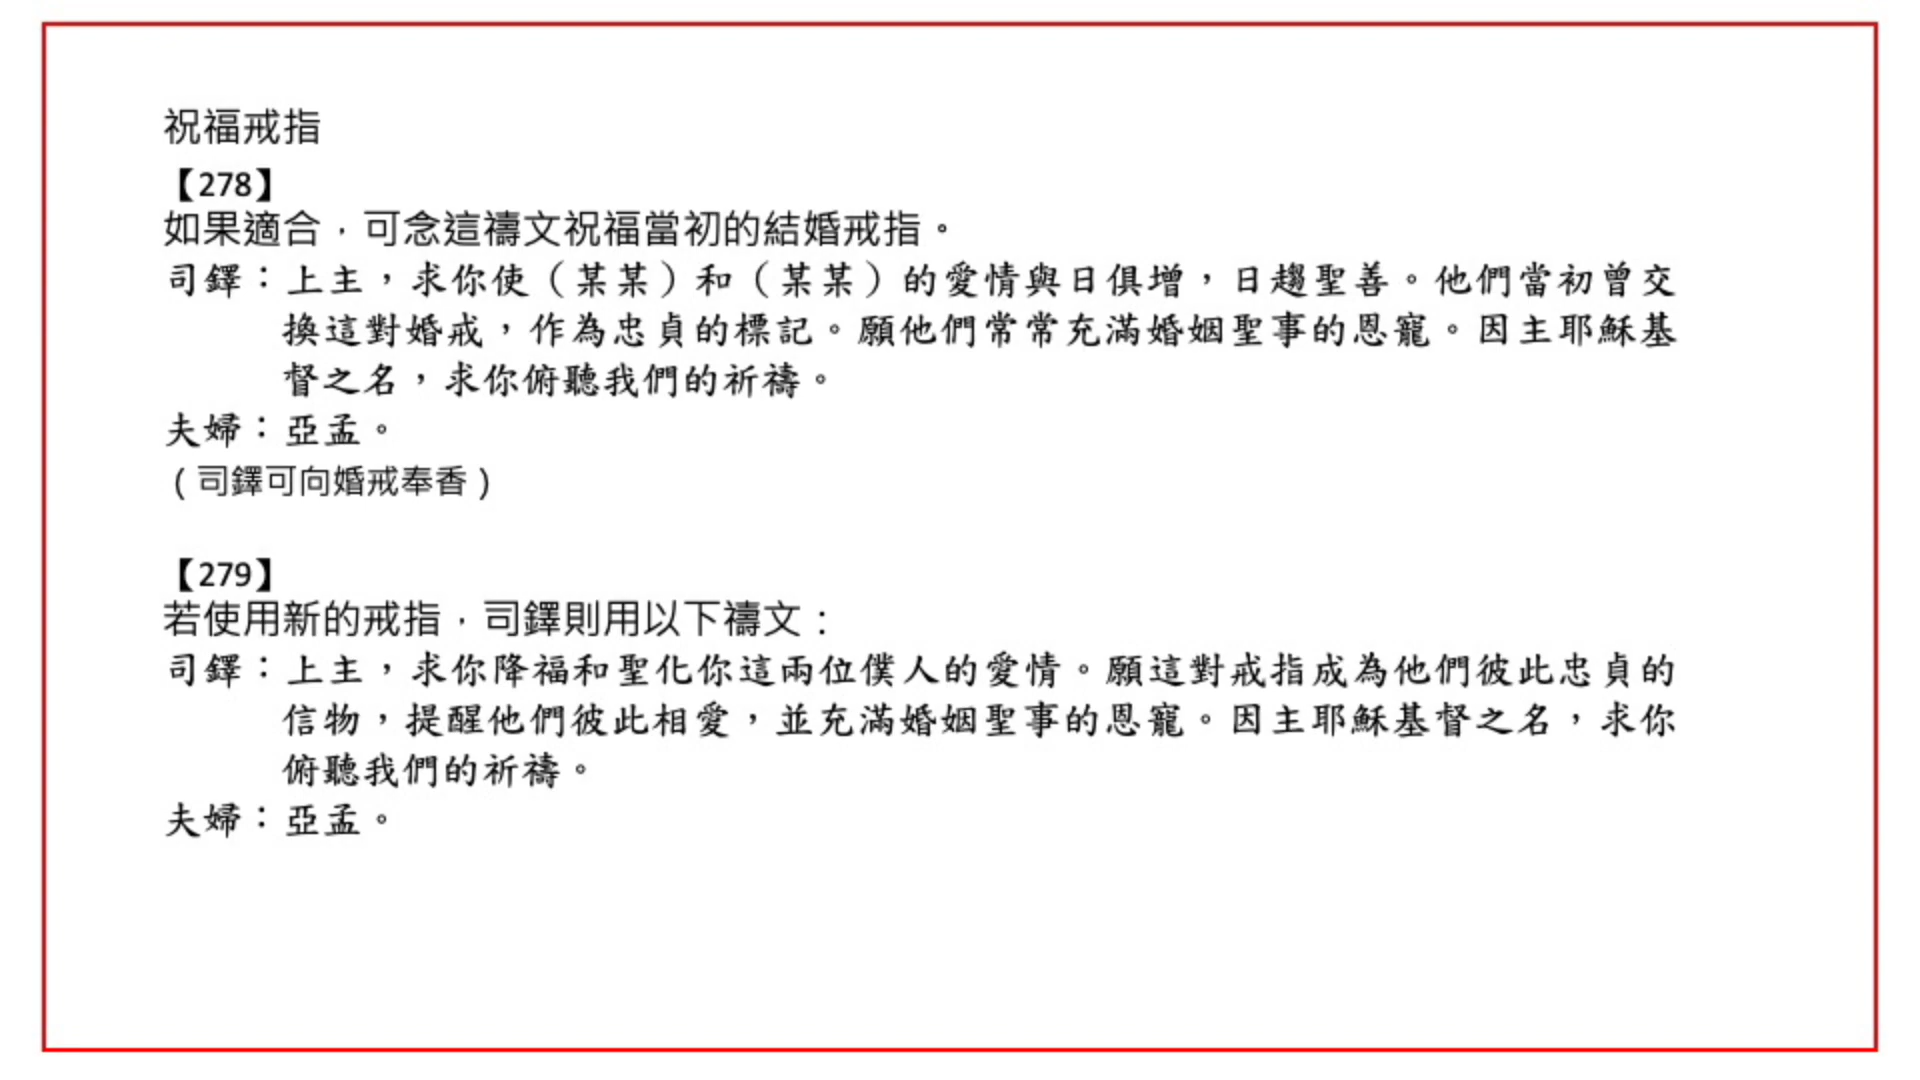 祝福戒指
【278】
如果適合，可念這禱文祝福當初的結婚戒指。
司鐸：上主，求你使（某某）和（某某）的愛情與日俱增，日趨聖善。他們當初曾交
換這對婚戒，作為忠貞的標記。願他們常常充滿婚姻聖事的恩寵。因主耶穌基
督之名，求你俯聽我們的祈禱。
夫婦：亞孟。
（司鐸可向婚戒奉香）
【279】
若使用新的戒指，司鐸則用以下禱文：
司鐸：上主，求你降福和聖化你這兩位僕人的愛情。願這對戒指成為他們彼此忠貞的
信物，提醒他們彼此相愛，並充滿婚姻聖事的恩寵。因主耶穌基督之名，求你
俯聽我們的祈禱。
夫婦：亞孟。